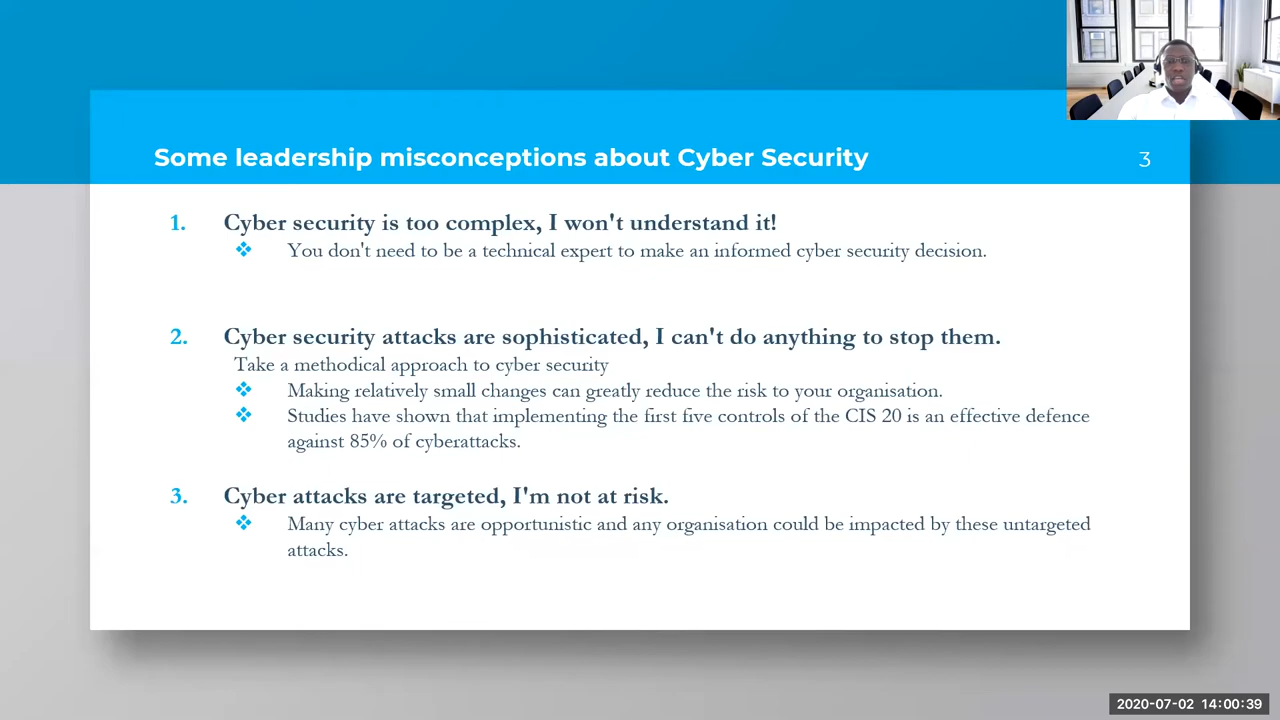 Some leadership misconceptions about Cyber Security
3
1. Cyber security is too complex, I won't understand it!
❖ You don't need to be a technical expert to make an informed cyber security decision.
2. Cyber security attacks are sophisticated, I can't do anything to stop them.
Take a methodical approach to cyber security
❖ Making relatively small changes can greatly reduce the risk to your organisation.
❖ Studies have shown that implementing the first five controls of the CIS 20 is an effective defence
against 85% of cyberattacks.
3. Cyber attacks are targeted, I'm not at risk.
❖ Many cyber attacks are opportunistic and any organisation could be impacted by these untargeted
attacks.
2020-07-02 14:00:39